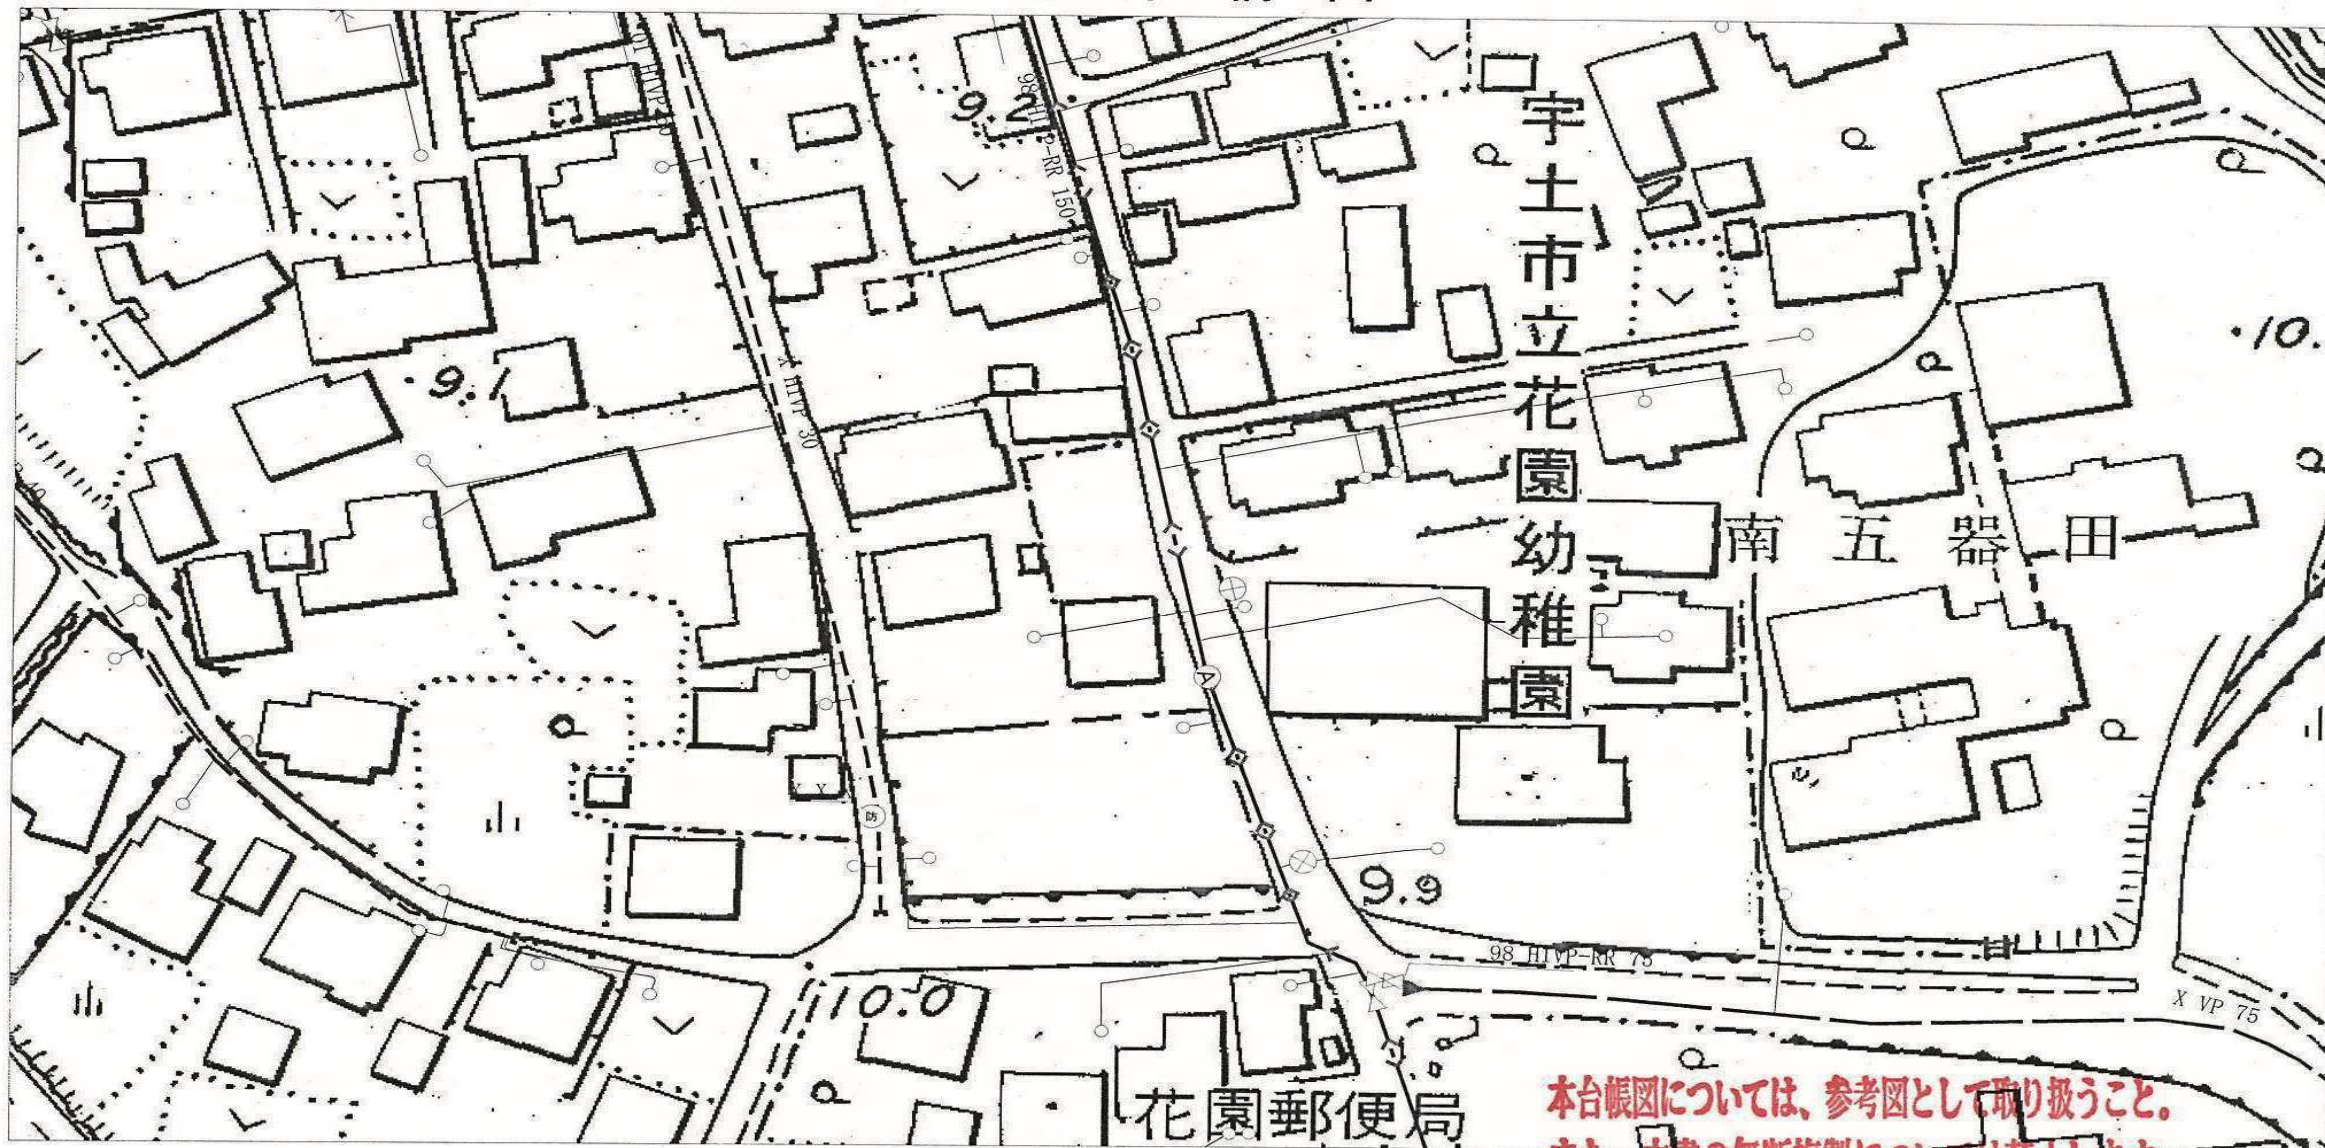 9.2
98 HIVP-RR 150
宇土市立花園幼稚園
9.1
X HIVP 30
・10.
南五器田
A
防
9.9
98 HIVP-RR 75
X VP 75
10.0
花園郵便局
本台帳図については、参考図として取り扱うこと。